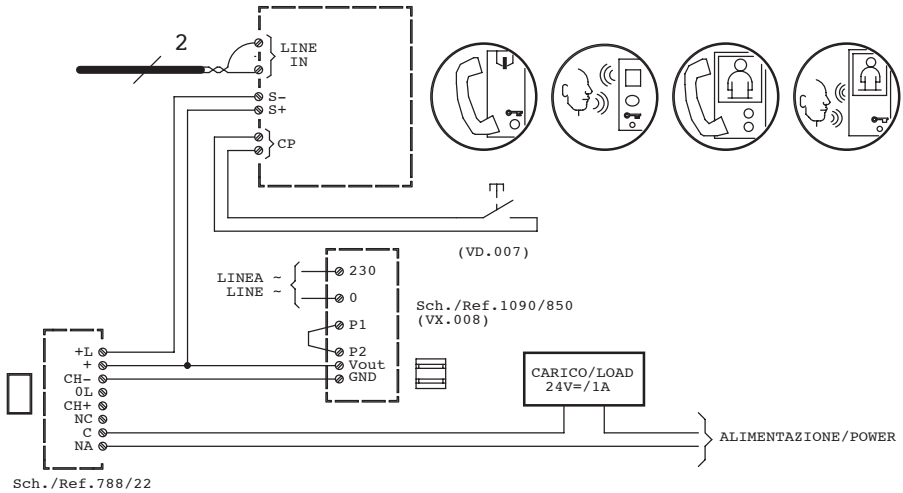 2
LINE
IN
S-
S+
CP
(VD.007)
LINEA ~
LINE ~
230
0
P1
P2
Vout
GND
Sch./Ref.1090/850
(VX.008)
+L
+
CH-
0L
CH+
NC
C
NA
CARICO/LOAD
24V=/1A
ALIMENTAZIONE/POWER
Sch./Ref.788/22